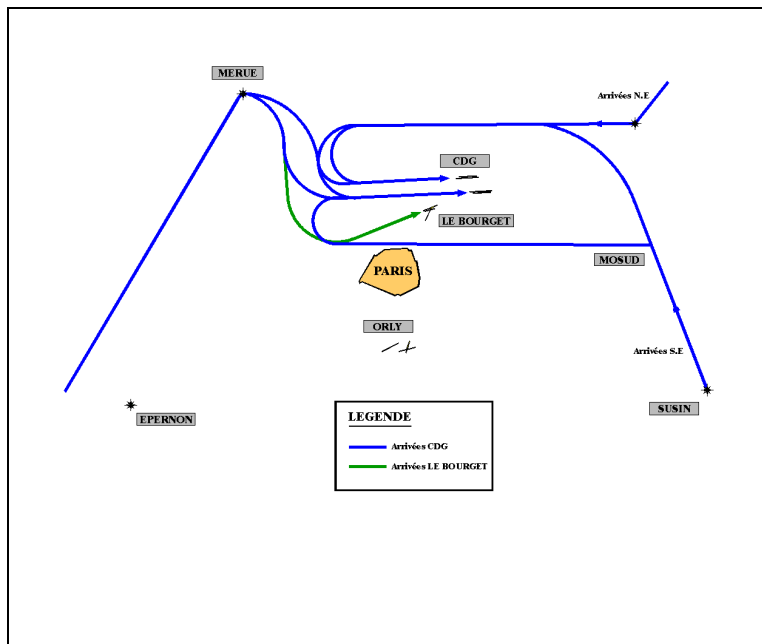 MERUE
Arrivées N.E
CDG
LE BOURGET
MOSUD
PARIS
ORLY
Arrivées S.E
SUSIN
EPERNON
LEGENDE
Arrivées CDG
Arrivées LE BOURGET